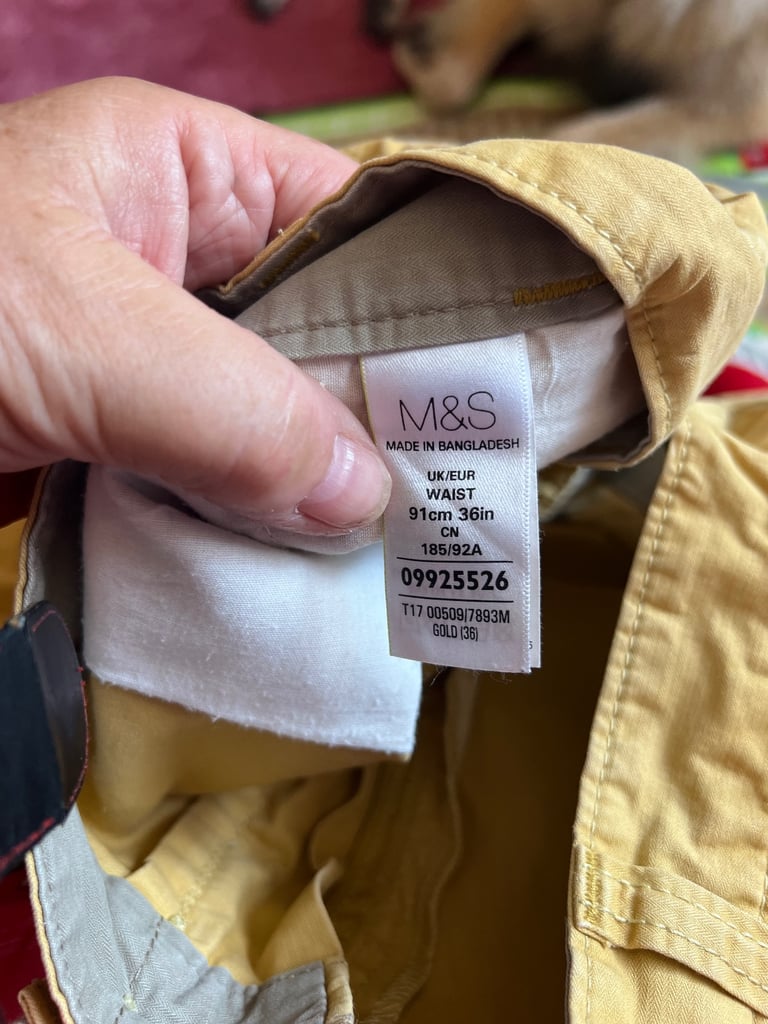 M&S
MADE IN BANGLADESH
UK/EUR
WAIST
91cm 36in
CN
185/92A
09925526
T17 00509/7893M
GOLD (36)